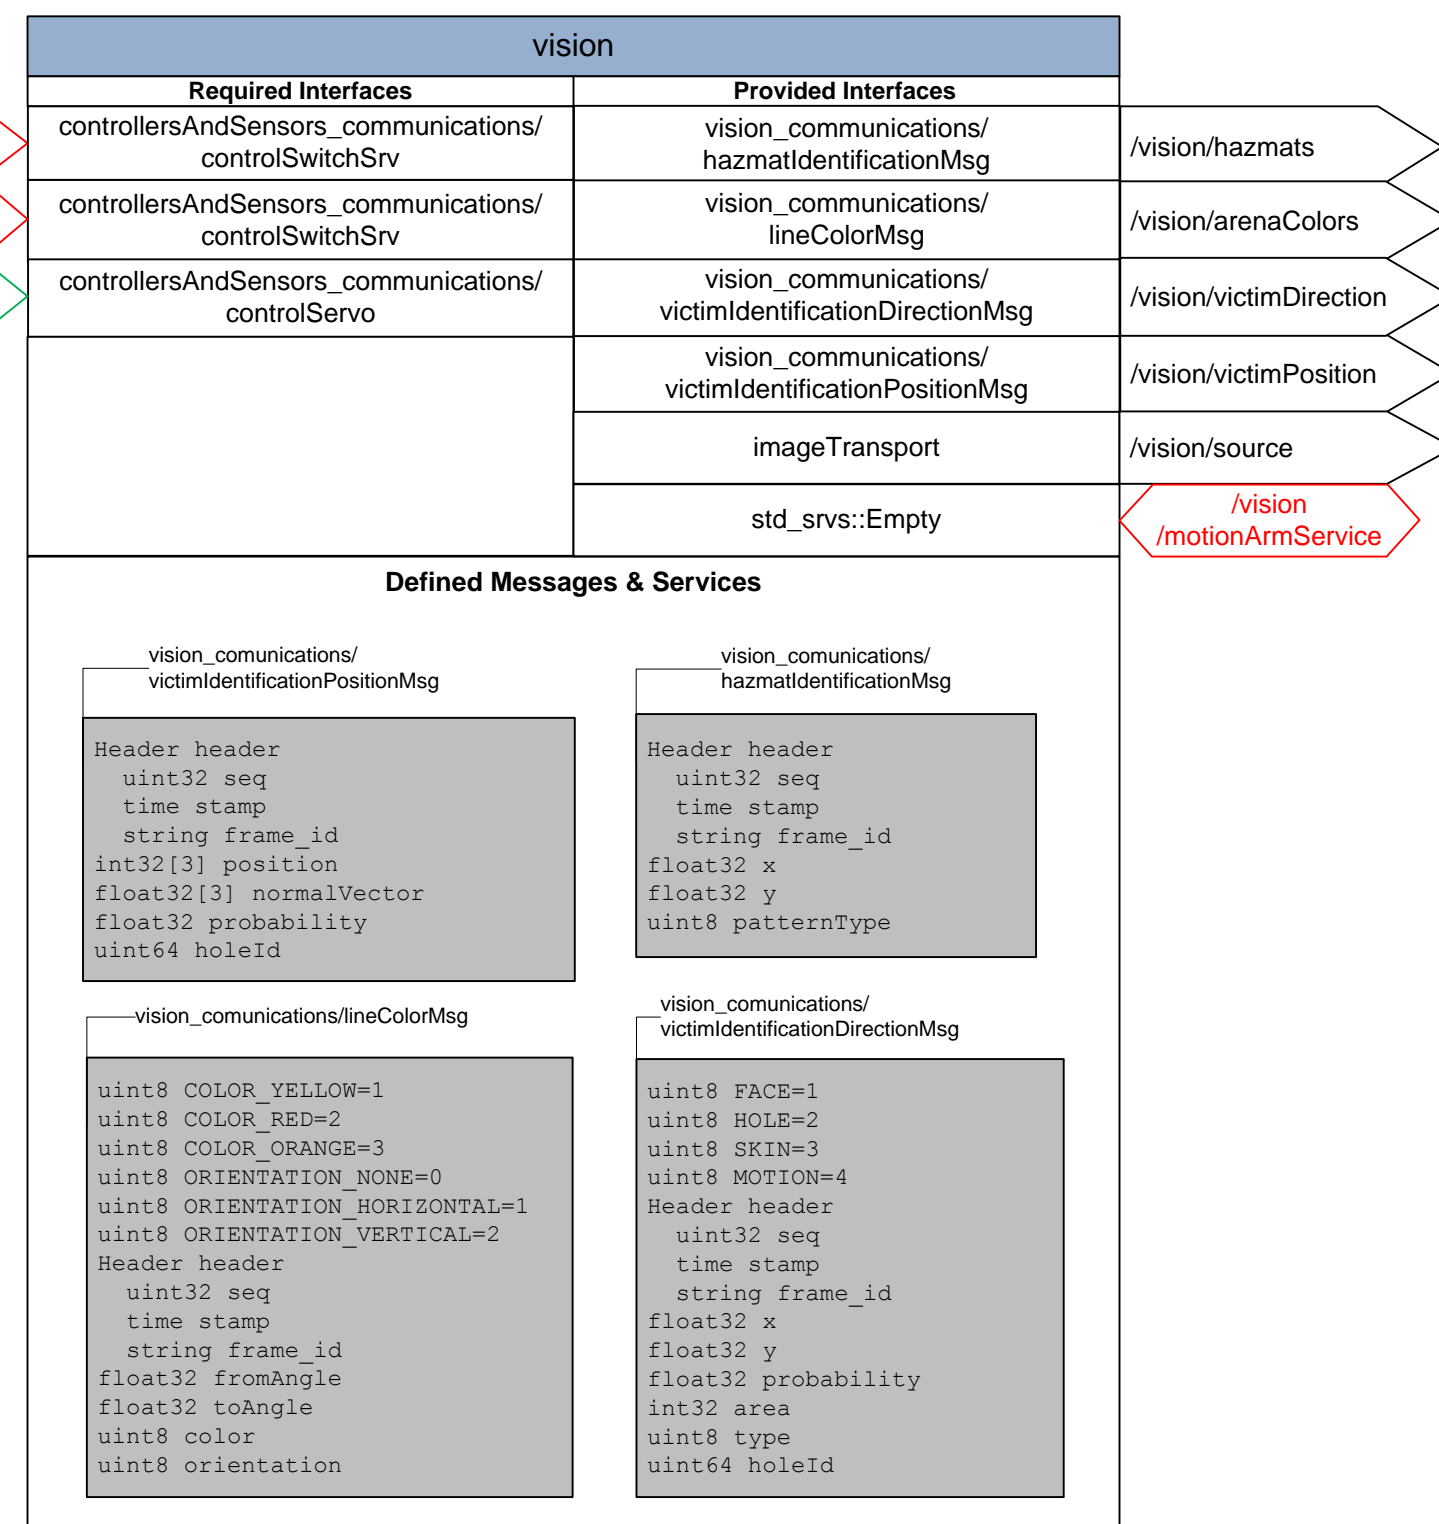 vision
Required Interfaces
Provided Interfaces
controllersAndSensors_communications/
controlSwitchSrv
vision_communications/
hazmatIdentificationMsg
/vision/hazmats
controllersAndSensors_communications/
controlSwitchSrv
vision_communications/
lineColorMsg
/vision/arenaColors
controllersAndSensors_communications/
controlServo
vision_communications/
victimIdentificationDirectionMsg
/vision/victimDirection
vision_communications/
victimIdentificationPositionMsg
/vision/victimPosition
imageTransport
/vision/source
std_srvs::Empty
/vision
/motionArmService
Defined Messages & Services
vision_comunications/
victimIdentificationPositionMsg
Header header
uint32 seq
time stamp
string frame_id
int32[3] position
float32[3] normalVector
float32 probability
uint64 holeId
vision_comunications/
hazmatIdentificationMsg
Header header
uint32 seq
time stamp
string frame_id
float32 x
float32 y
uint8 patternType
vision_comunications/lineColorMsg
uint8 COLOR_YELLOW=1
uint8 COLOR_RED=2
uint8 COLOR_ORANGE=3
uint8 ORIENTATION_NONE=0
uint8 ORIENTATION_HORIZONTAL=1
uint8 ORIENTATION_VERTICAL=2
Header header
uint32 seq
time stamp
string frame_id
float32 fromAngle
float32 toAngle
uint8 color
uint8 orientation
vision_comunications/
victimIdentificationDirectionMsg
uint8 FACE=1
uint8 HOLE=2
uint8 SKIN=3
uint8 MOTION=4
Header header
uint32 seq
time stamp
string frame_id
float32 x
float32 y
float32 probability
int32 area
uint8 type
uint64 holeId